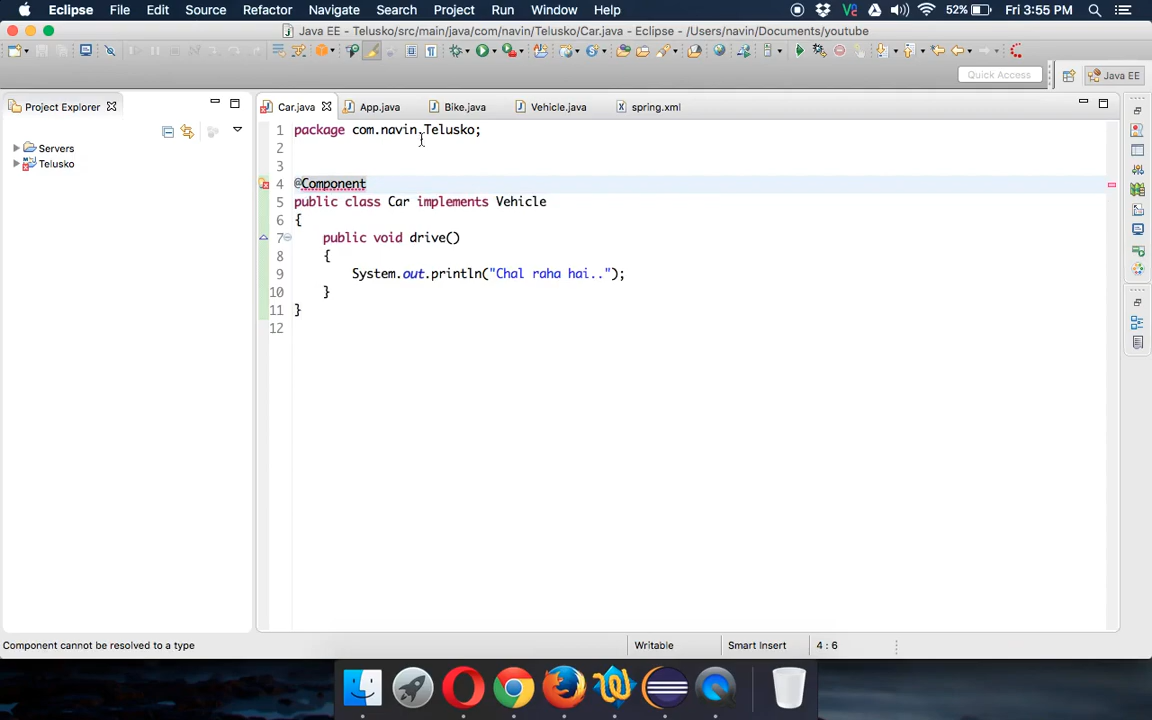 Eclipse File Edit Source Refactor Navigate Search Project Run Window Help 52% Fri 3:55 PM
Java EE - Telusko/src/main/java/com/navin/Telusko/Car.java - Eclipse - /Users/navin/Documents/youtube
Quick Access Java EE
Project Explorer Car.java App.java Bike.java Vehicle.java spring.xml
Servers
Telusko
1 package com.navin.Telusko;
2
3
4 @Component
5 public class Car implements Vehicle
6 {
7 public void drive()
8 {
9 System.out.println("Chal raha hai..");
10 }
11 }
12
Component cannot be resolved to a type Writable Smart Insert 4 : 6